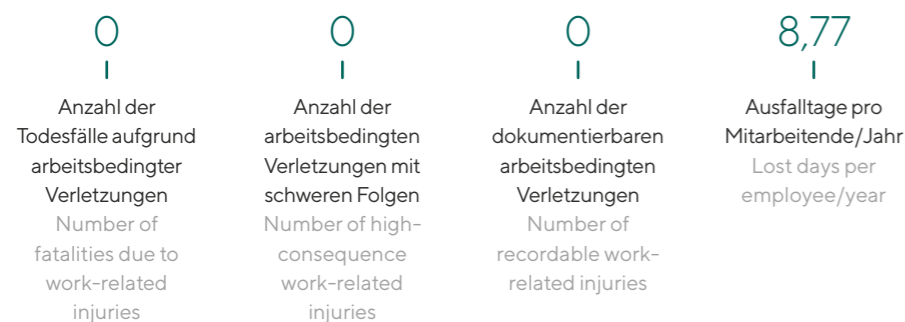 0
Anzahl der
Todesfälle aufgrund
arbeitsbedingter
Verletzungen
Number of
fatalities due to
work-related
injuries
0
Anzahl der
arbeitsbedingten
Verletzungen mit
schweren Folgen
Number of high-
consequence
work-related
injuries
0
Anzahl der
dokumentierbaren
arbeitsbedingten
Verletzungen
Number of
recordable work-
related injuries
8,77
Ausfalltage pro
Mitarbeitende/Jahr
Lost days per
employee/year